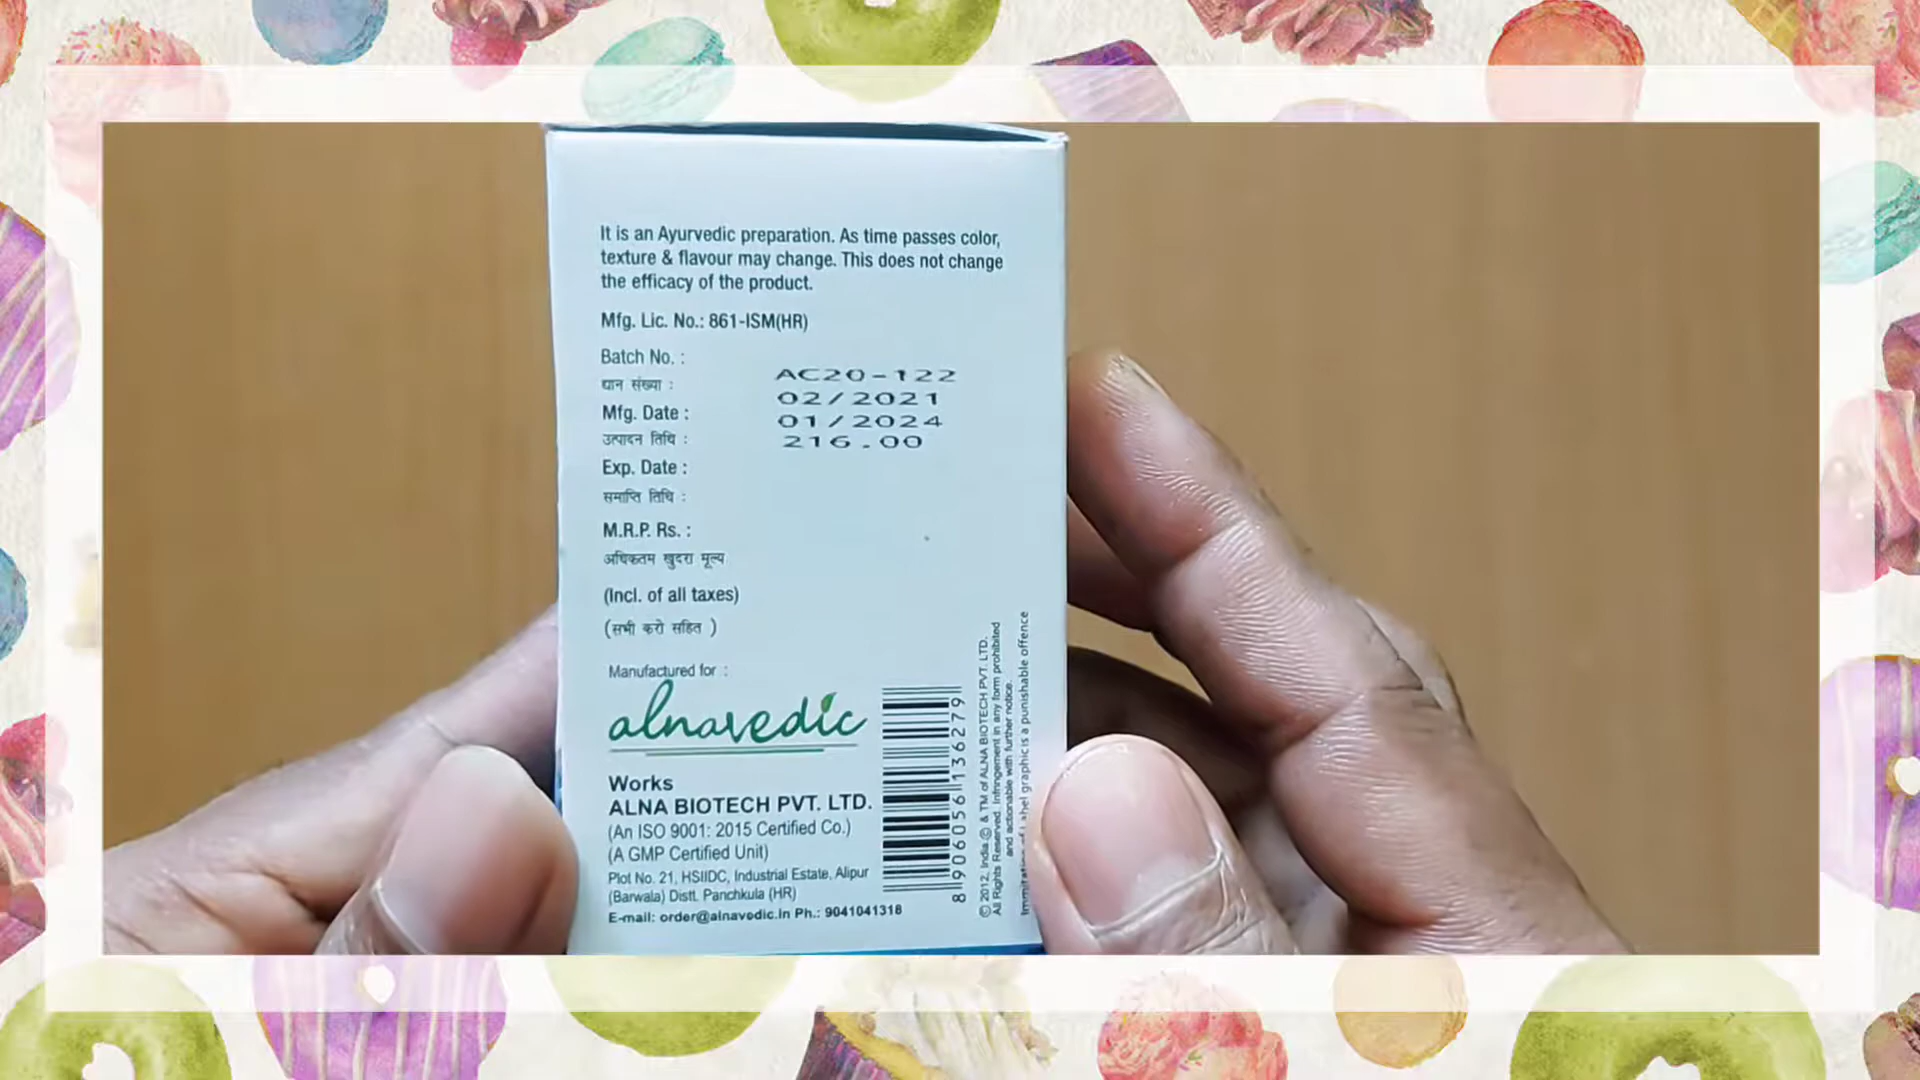 It is an Ayurvedic preparation. As time passes color,
texture & flavour may change. This does not change
the efficacy of the product.
Mfg. Lic. No.: 861-ISM(HR)
Batch No. :
घान संख्या :
Mfg. Date :
उत्पादन तिथि :
Exp. Date :
समाप्ति तिथि :
M.R.P. Rs. :
अधिकतम खुदरा मूल्य
(Incl. of all taxes)
(सभी करो सहित )
AC20-122
02/2021
01/2024
216.00
Manufactured for :
alnavedic
Works
ALNA BIOTECH PVT. LTD.
(An ISO 9001: 2015 Certified Co.)
(A GMP Certified Unit)
Plot No. 21, HSIIDC, Industrial Estate, Alipur
(Barwala) Distt. Panchkula (HR)
E-mail: order@alnavedic.in Ph.: 9041041318
8 906056 136279
© 2012, India.© & TM of ALNA BIOTECH PVT. LTD.
All Rights Reserved. Infringement in any form prohibited
and actionable with further notice.
Label graphic is a punishable offence